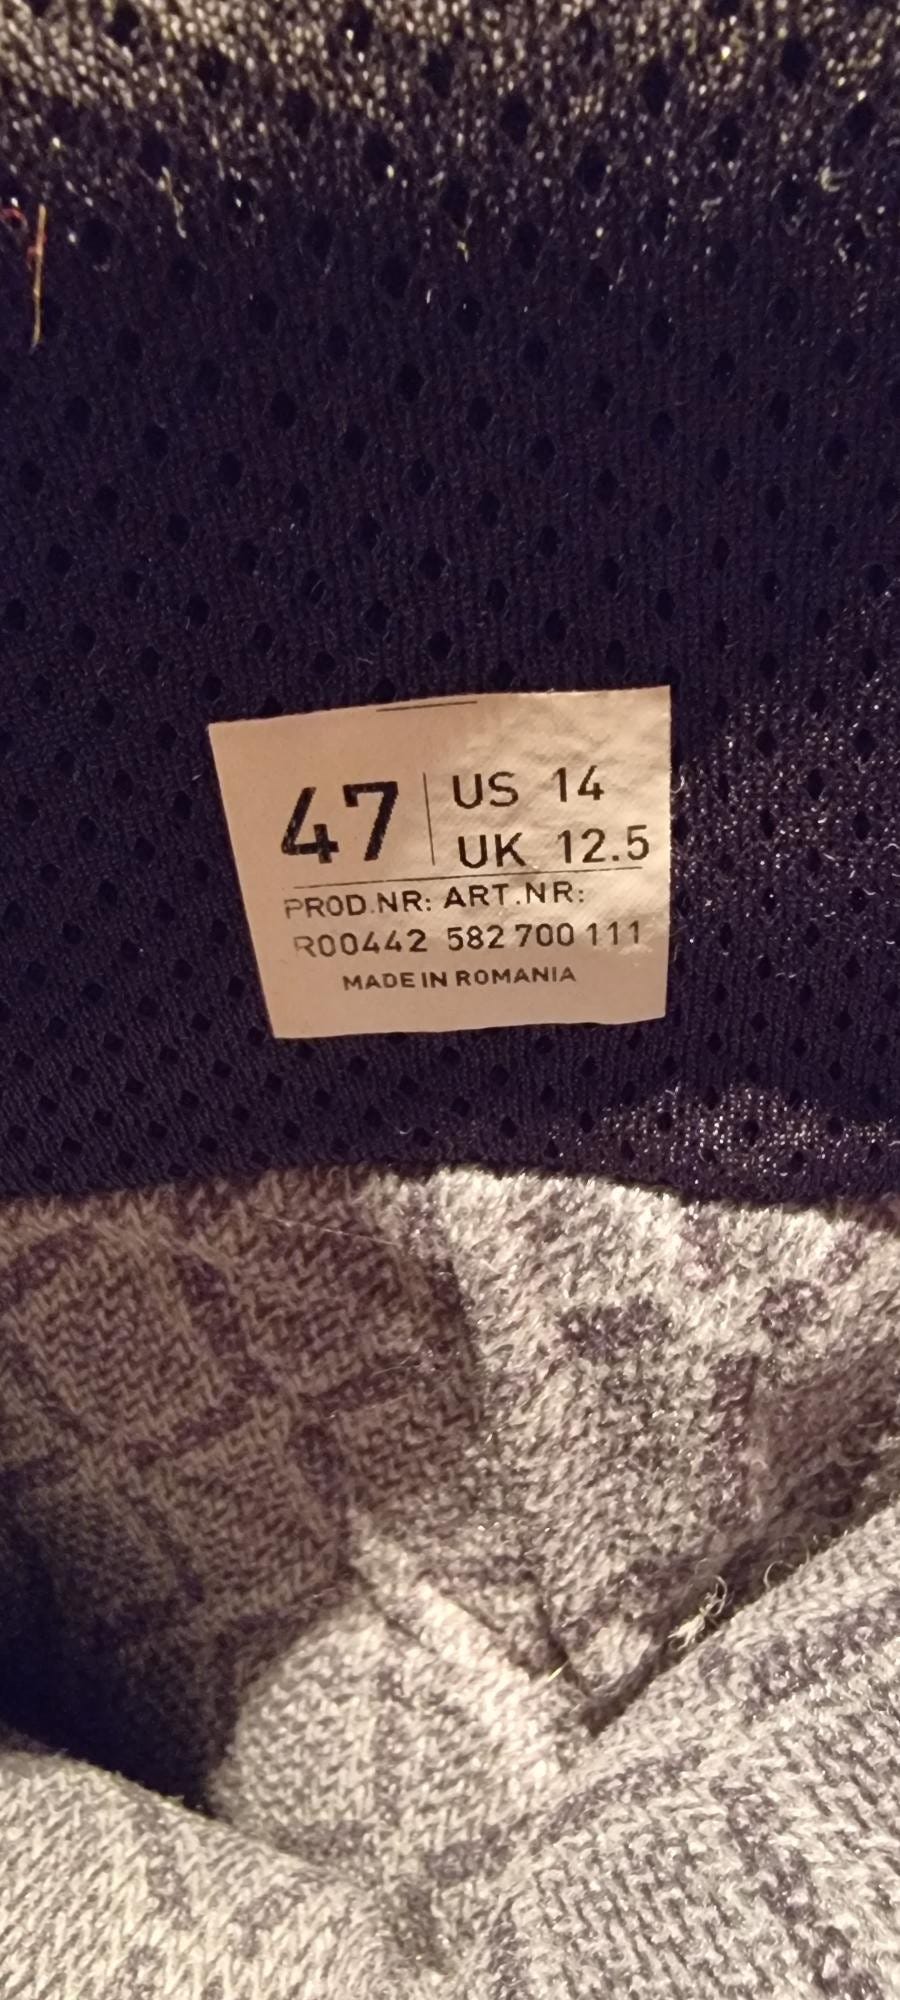 47
US 14
UK 12.5
PROD.NR: ART.NR:
R00442 582 700 111
MADE IN ROMANIA